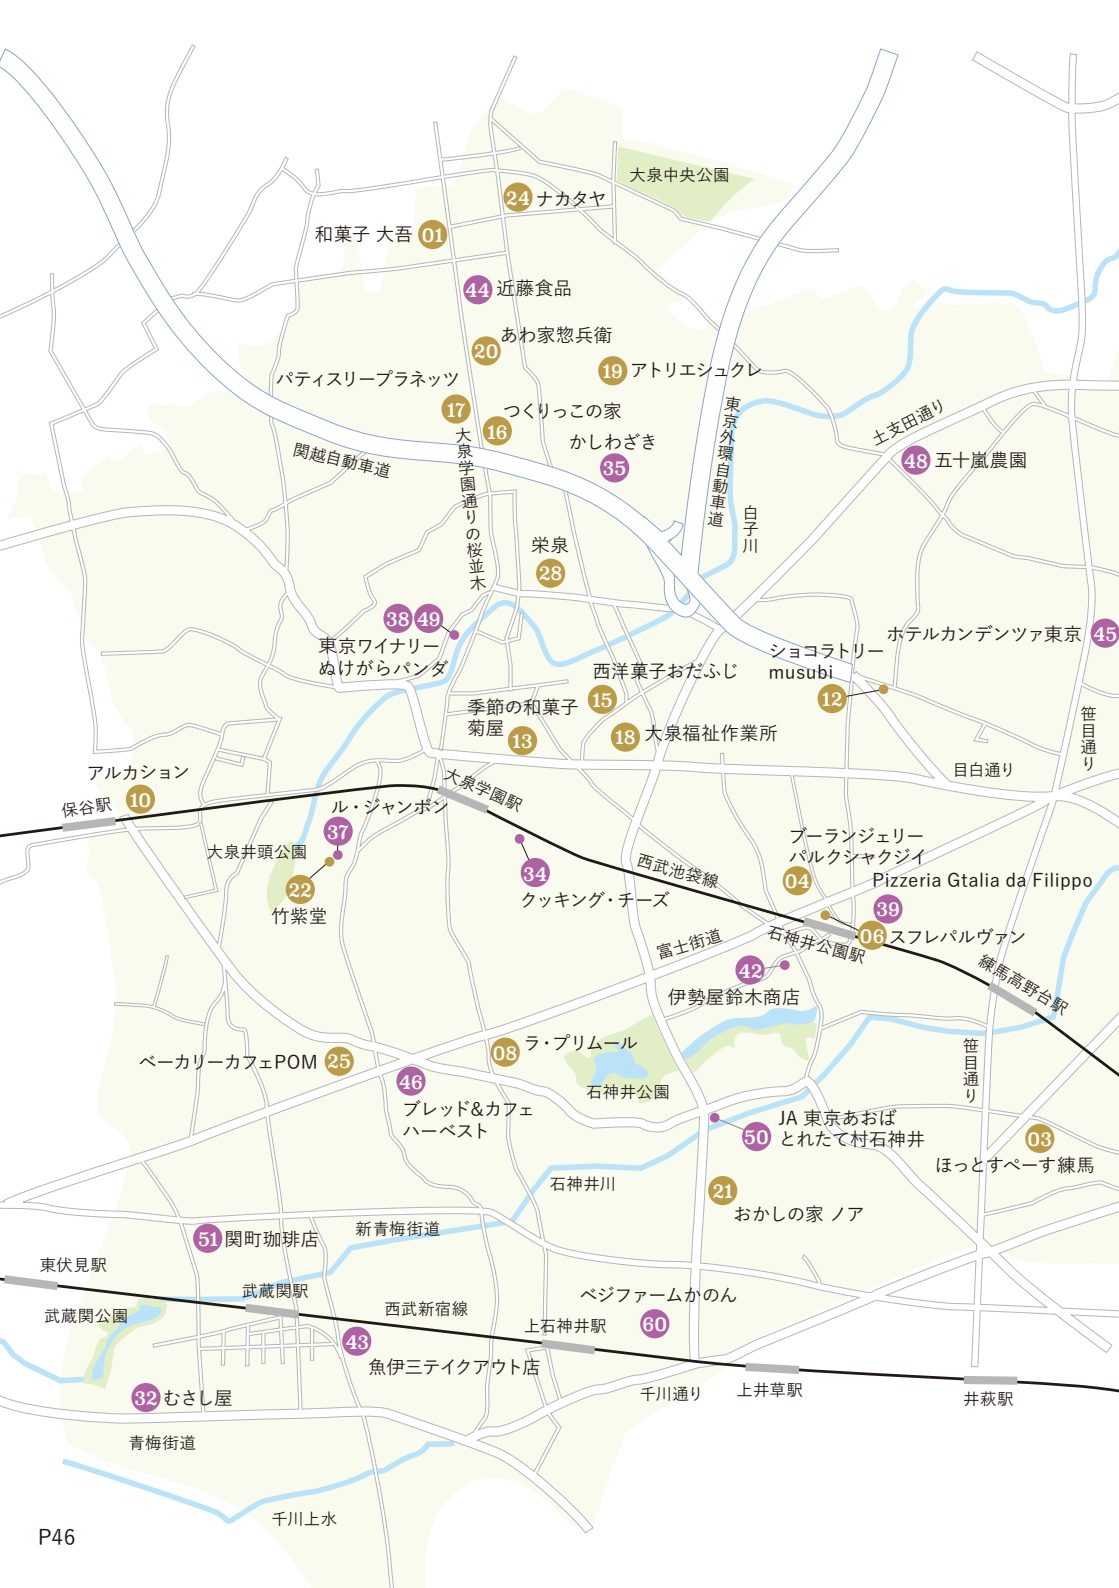 大泉中央公園
24 ナカタヤ
和菓子 大吾 01
44 近藤食品
あわ家惣兵衛
20
19 アトリエシュクレ
パティスリープラネッツ
17
つくりっこの家
16
かしわざき
35
東京外環自動車道
土支田通り
48 五十嵐農園
関越自動車道
大泉学園通りの桜並木
白子川
栄泉
28
38 49
東京ワイナリー
ぬけがらパンダ
ホテルカンデンツァ東京 45
ショコラトリー
musubi
12
西洋菓子おだふじ
15
季節の和菓子
菊屋
13
18 大泉福祉作業所
笹目通り
目白通り
アルカション
10
保谷駅
大泉学園駅
ル・ジャンボン
37
大泉井頭公園
22
竹紫堂
34
クッキング・チーズ
西武池袋線
ブーランジェリー
パルクシャクジイ
04
Pizzeria Gtalia da Filippo
39
06 スフレパルヴァン
石神井公園駅
富士街道
42
伊勢屋鈴木商店
練馬高野台駅
ベーカリーカフェPOM 25
08 ラ・プリムール
46
ブレッド&カフェ
ハーベスト
石神井公園
笹目通り
50
JA 東京あおば
とれたて村石神井
03
ほっとすぺーす練馬
石神井川
21
おかしの家 ノア
51 関町珈琲店
新青梅街道
東伏見駅
武蔵関駅
武蔵関公園
西武新宿線
ベジファームかのん
60
上石神井駅
43
魚伊三テイクアウト店
32 むさし屋
千川通り
上井草駅
井荻駅
青梅街道
千川上水
P46